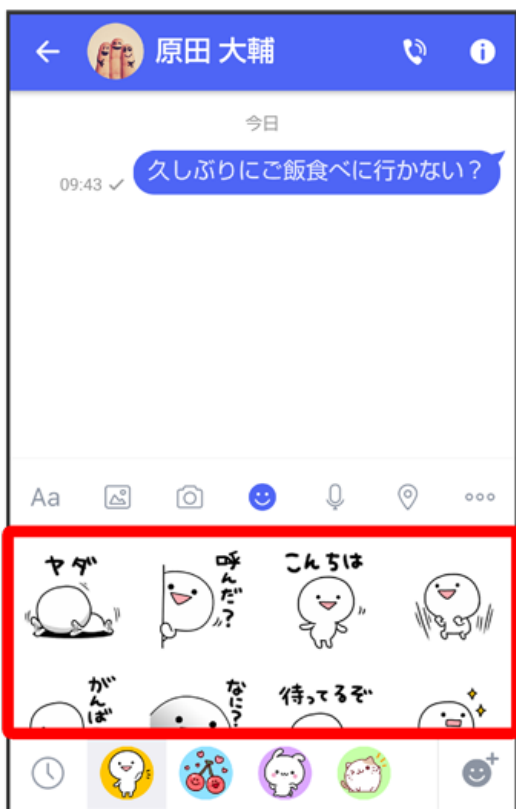 原田 大輔
今日
久しぶりにご飯食べに行かない？
09:43
Aa
ヤダ
呼んだ？
こんちは
がんば
なに？
待ってるぞ